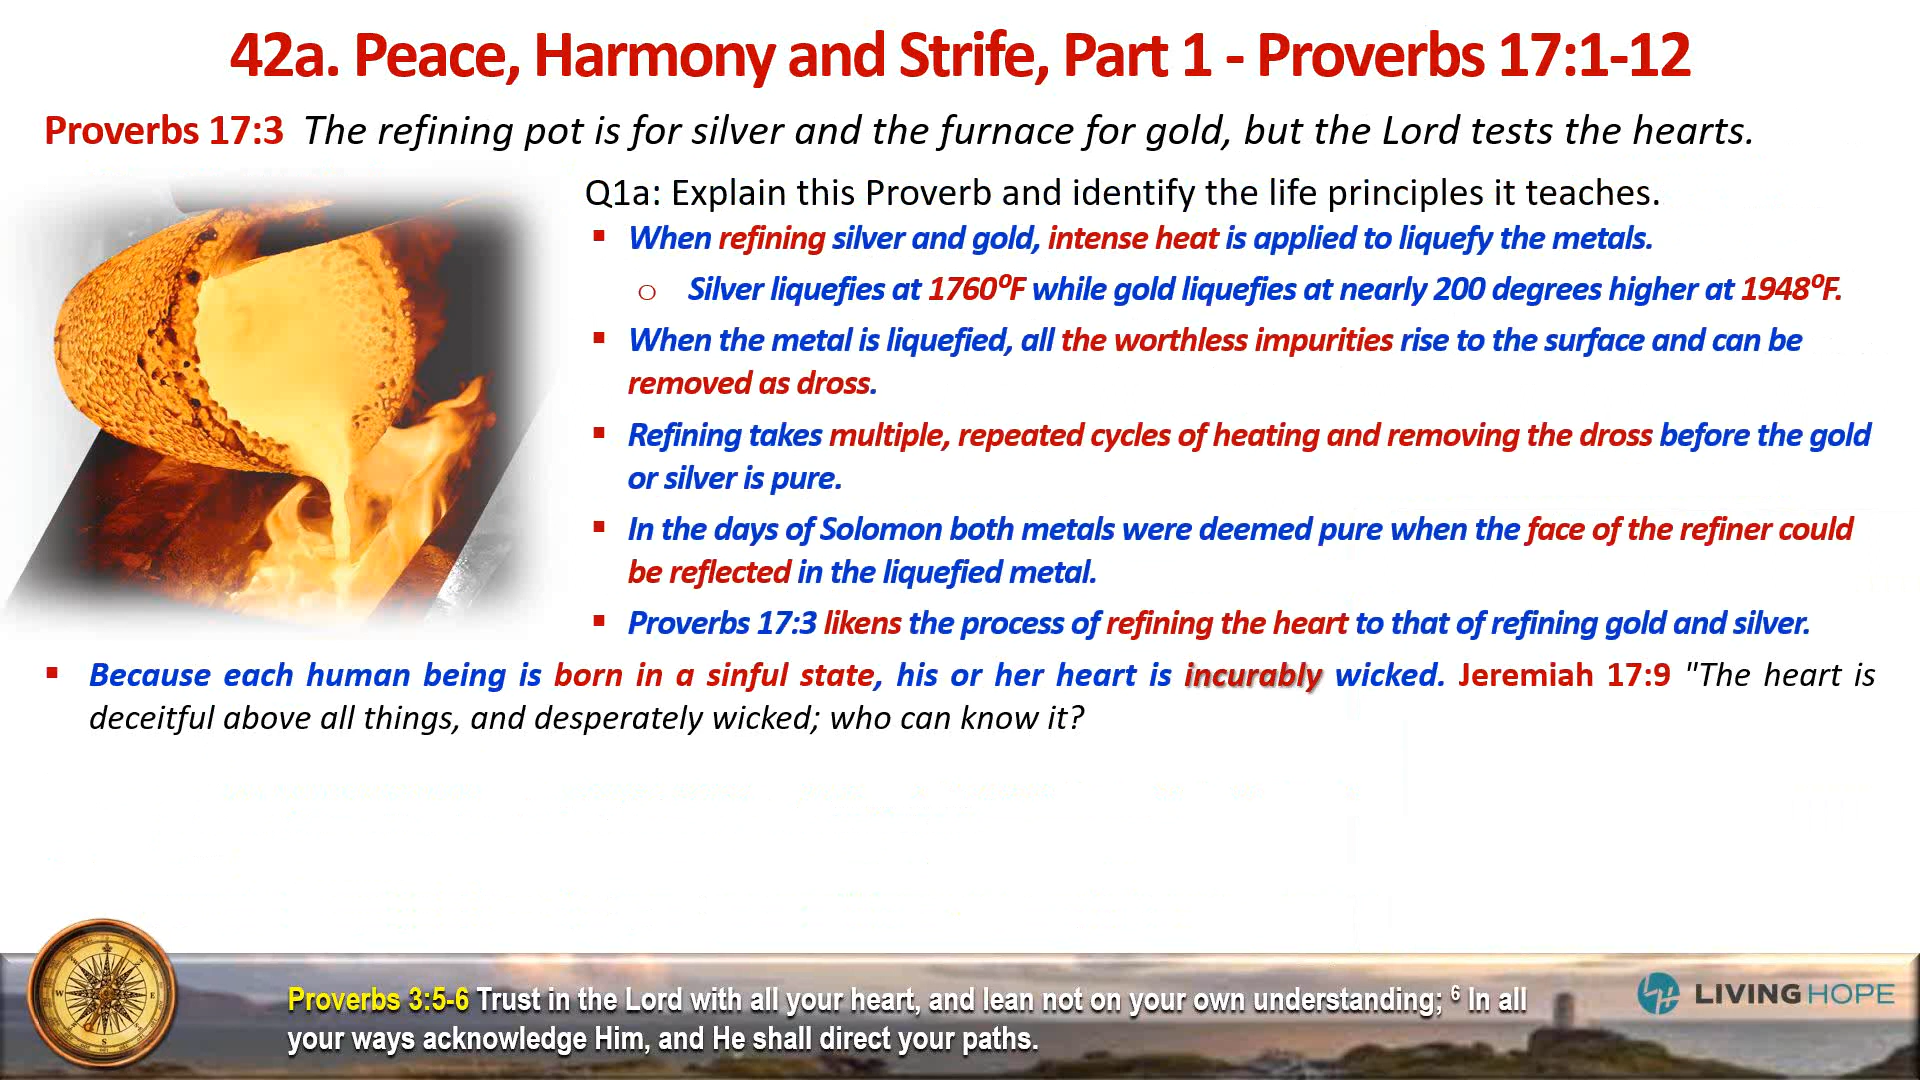 42a. Peace, Harmony and Strife, Part 1 - Proverbs 17:1-12
Proverbs 17:3 The refining pot is for silver and the furnace for gold, but the Lord tests the hearts.
Q1a: Explain this Proverb and identify the life principles it teaches.
▪ When refining silver and gold, intense heat is applied to liquefy the metals.
o Silver liquefies at 1760⁰F while gold liquefies at nearly 200 degrees higher at 1948⁰F.
▪ When the metal is liquefied, all the worthless impurities rise to the surface and can be
removed as dross.
▪ Refining takes multiple, repeated cycles of heating and removing the dross before the gold
or silver is pure.
▪ In the days of Solomon both metals were deemed pure when the face of the refiner could
be reflected in the liquefied metal.
▪ Proverbs 17:3 likens the process of refining the heart to that of refining gold and silver.
▪ Because each human being is born in a sinful state, his or her heart is incurably wicked. Jeremiah 17:9 "The heart is
deceitful above all things, and desperately wicked; who can know it?
Proverbs 3:5-6 Trust in the Lord with all your heart, and lean not on your own understanding; ⁶ In all
your ways acknowledge Him, and He shall direct your paths.
LH LIVING HOPE
W E S